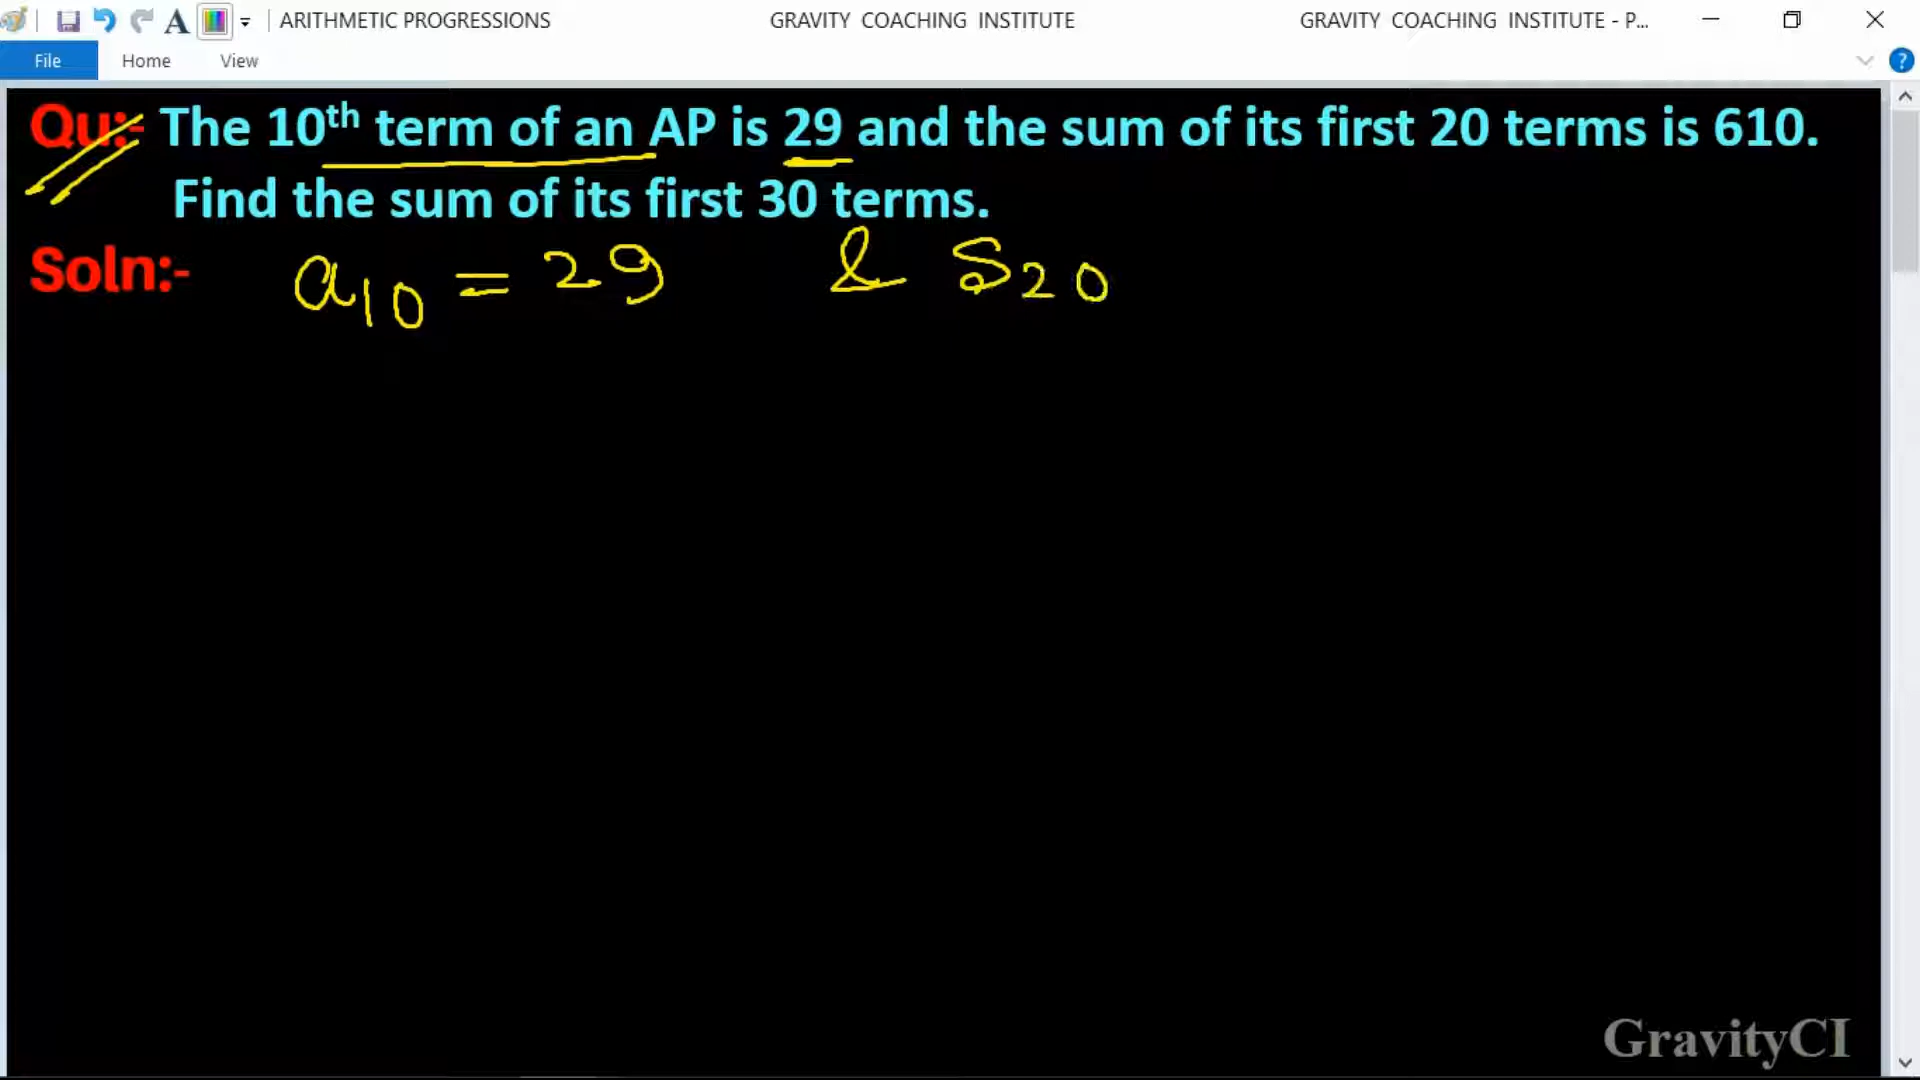 ARITHMETIC PROGRESSIONS GRAVITY COACHING INSTITUTE GRAVITY COACHING INSTITUTE - P...
File Home View
Qu:- The 10th term of an AP is 29 and the sum of its first 20 terms is 610.
Find the sum of its first 30 terms.
Soln:- a10 = 29 & S20
GravityCI